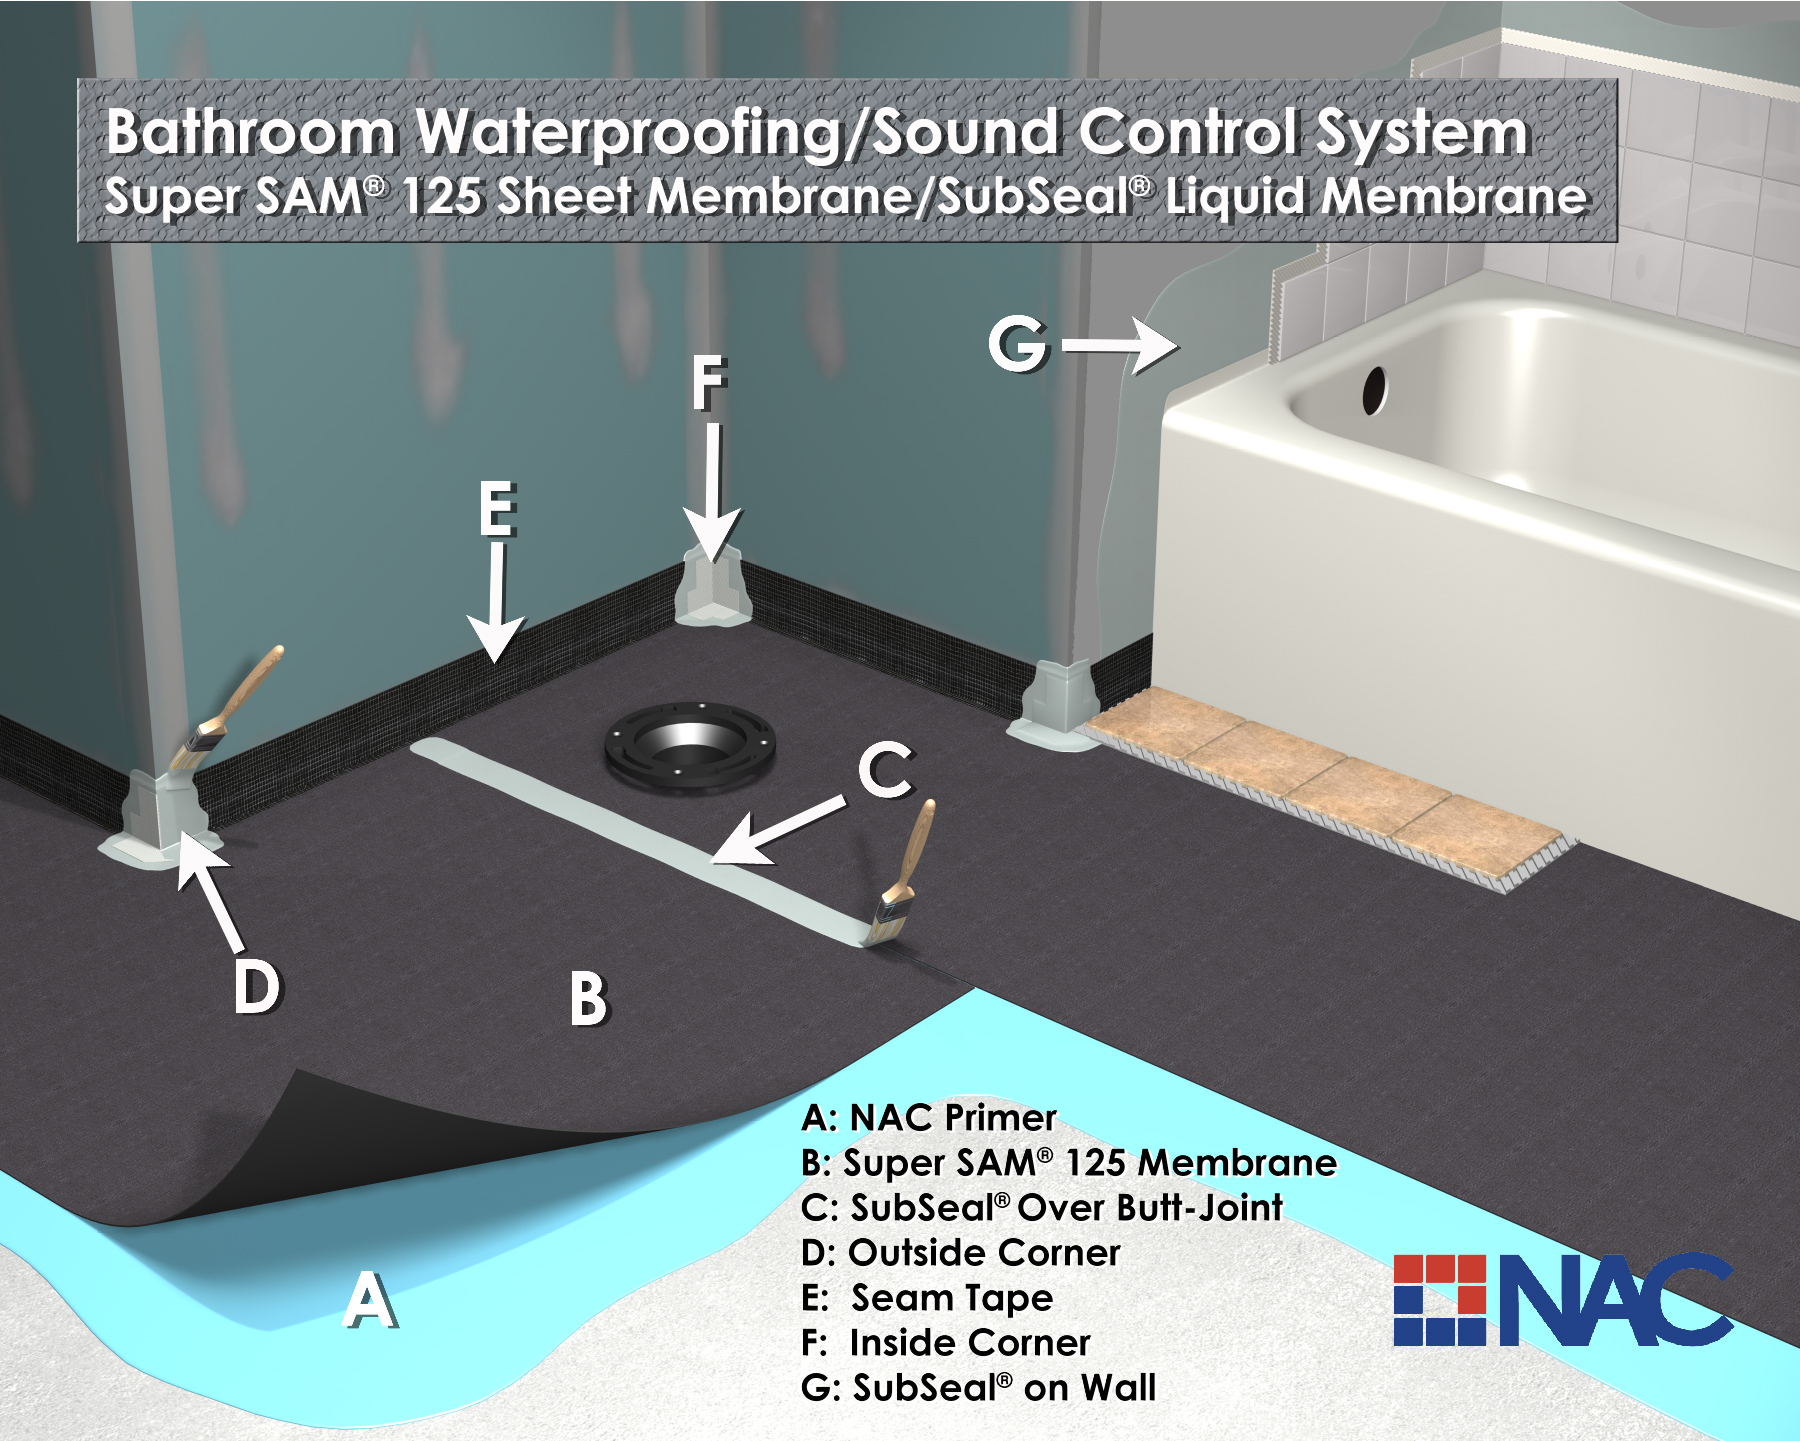 Bathroom Waterproofing/Sound Control System
Super SAM® 125 Sheet Membrane/SubSeal® Liquid Membrane
G
F
E
C
D
B
A
A: NAC Primer
B: Super SAM® 125 Membrane
C: SubSeal® Over Butt-Joint
D: Outside Corner
E: Seam Tape
F: Inside Corner
G: SubSeal® on Wall
NAC